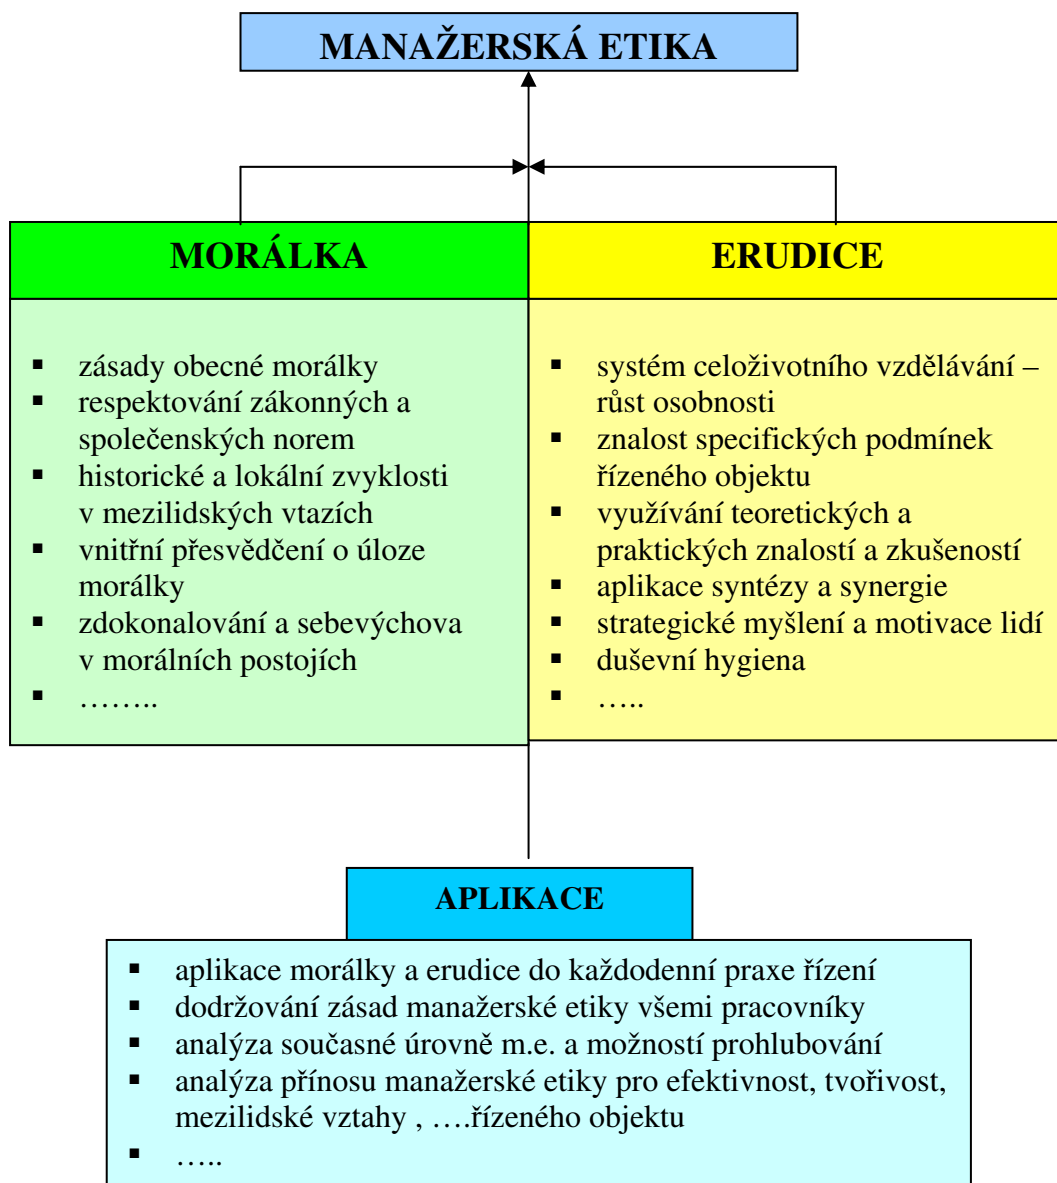 MANAŽERSKÁ ETIKA
MORÁLKA
▪ zásady obecné morálky
▪ respektování zákonných a
společenských norem
▪ historické a lokální zvyklosti
v mezilidských vtazích
▪ vnitřní přesvědčení o úloze
morálky
▪ zdokonalování a sebevýchova
v morálních postojích
▪ ……..
ERUDICE
▪ systém celoživotního vzdělávání –
růst osobnosti
▪ znalost specifických podmínek
řízeného objektu
▪ využívání teoretických a
praktických znalostí a zkušeností
▪ aplikace syntézy a synergie
▪ strategické myšlení a motivace lidí
▪ duševní hygiena
▪ …..
APLIKACE
▪ aplikace morálky a erudice do každodenní praxe řízení
▪ dodržování zásad manažerské etiky všemi pracovníky
▪ analýza současné úrovně m.e. a možností prohlubování
▪ analýza přínosu manažerské etiky pro efektivnost, tvořivost,
mezilidské vztahy , ….řízeného objektu
▪ …..